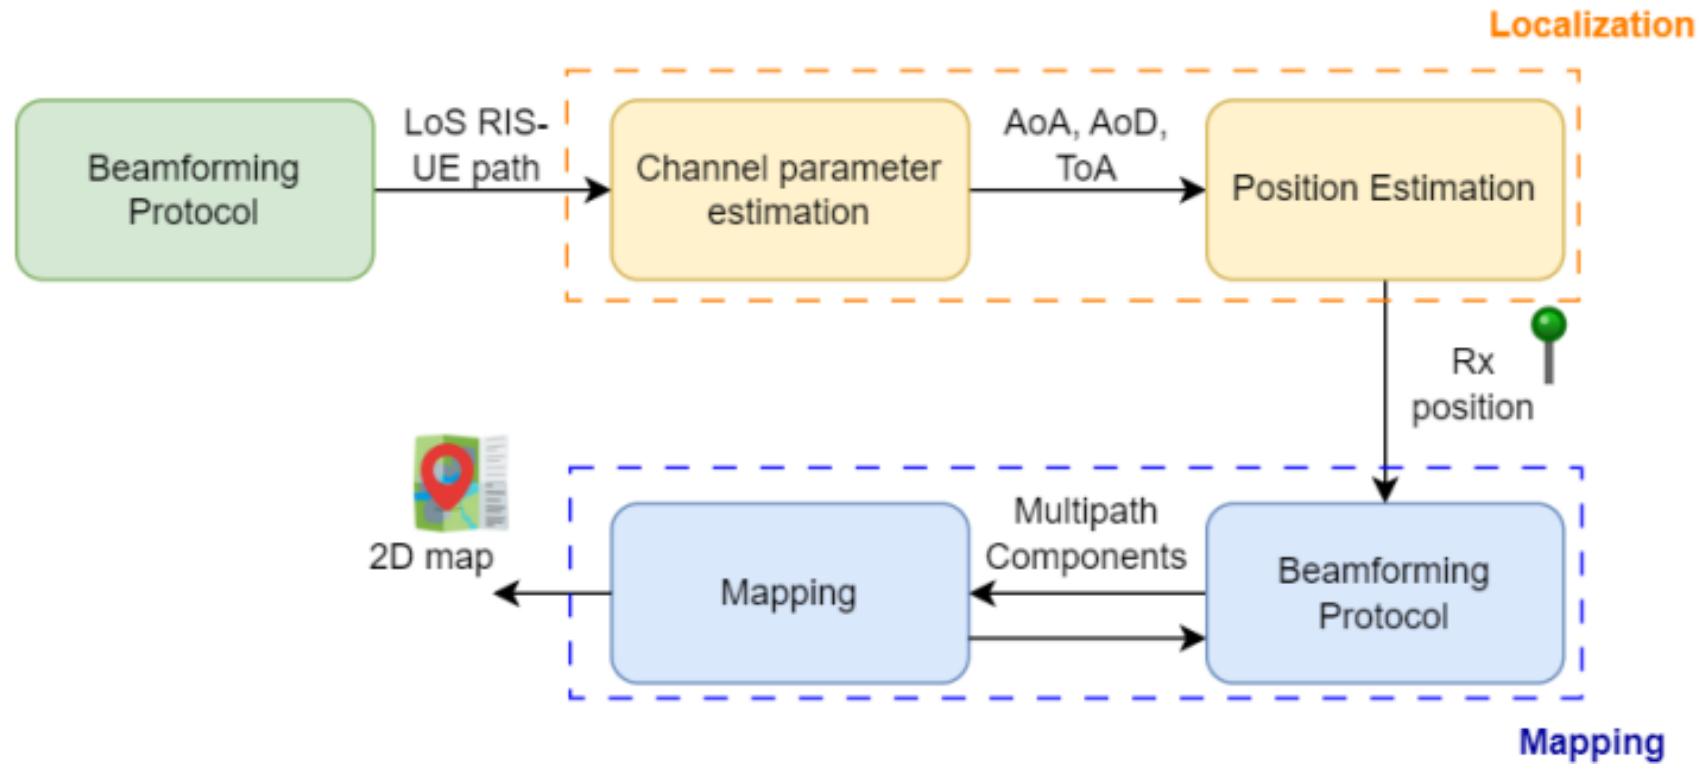 Localization
Beamforming
Protocol
LoS RIS-
UE path
Channel parameter
estimation
AoA, AoD,
ToA
Position Estimation
Rx
position
2D map
Mapping
Multipath
Components
Beamforming
Protocol
Mapping